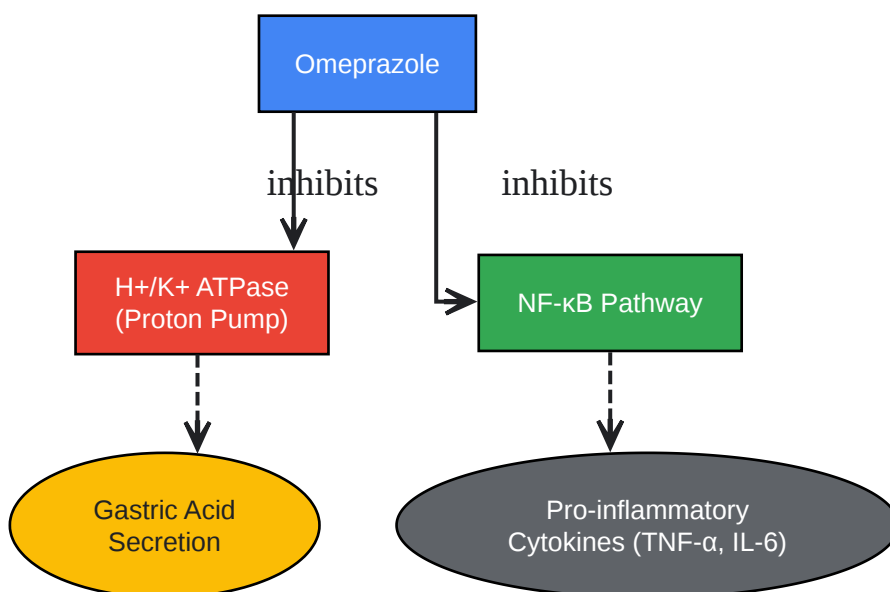 Omeprazole
inhibits
inhibits
H+/K+ ATPase
(Proton Pump)
NF-κB Pathway
Gastric Acid
Secretion
Pro-inflammatory
Cytokines (TNF-α, IL-6)